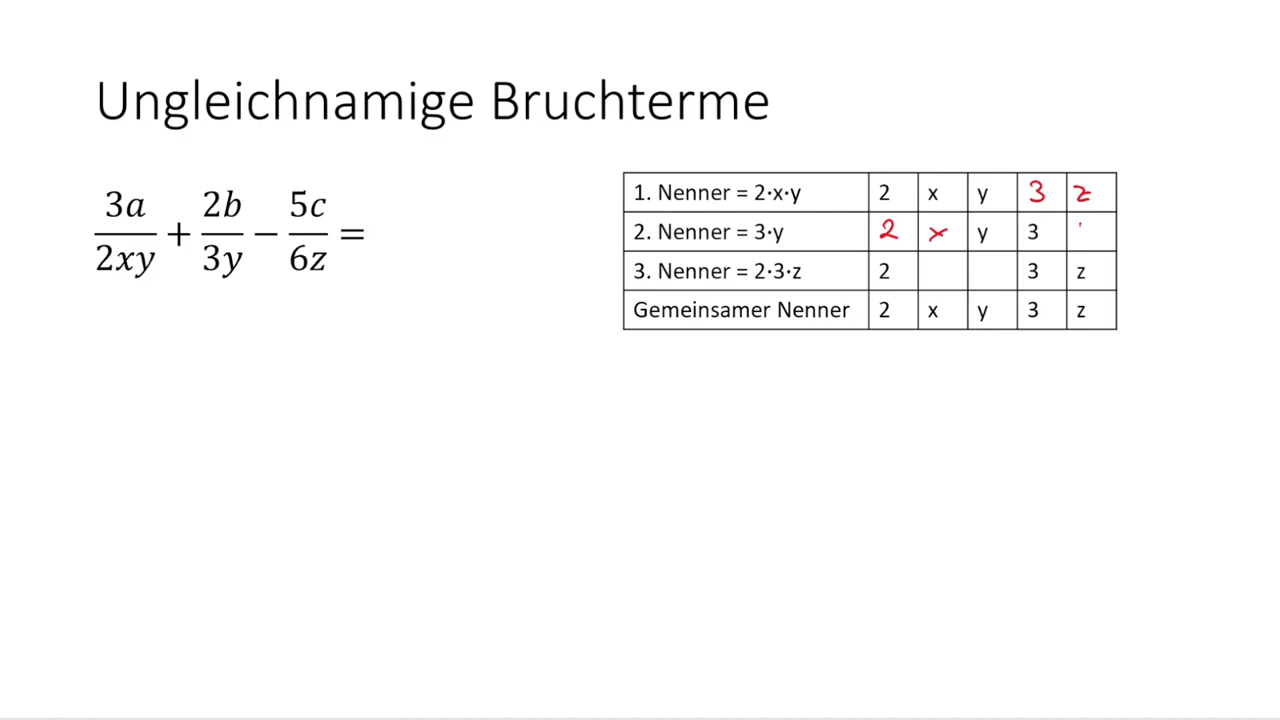 Ungleichnamige Bruchterme
3a/2xy + 2b/3y − 5c/6z =
1. Nenner = 2·x·y 2 x y 3 z
2. Nenner = 3·y 2 x y 3
3. Nenner = 2·3·z 2 3 z
Gemeinsamer Nenner 2 x y 3 z